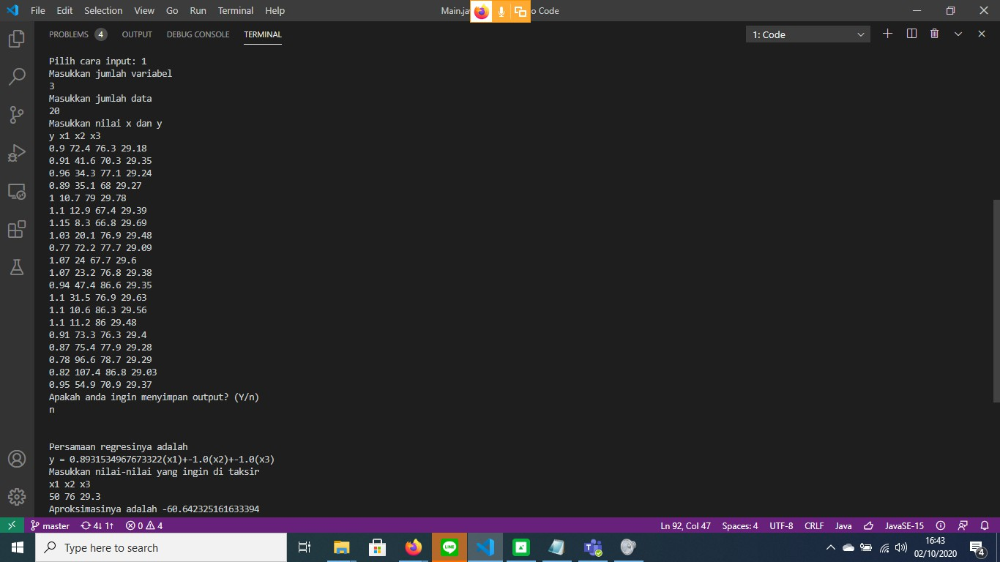 File Edit Selection View Go Run Terminal Help
Main.ja o Code
PROBLEMS 4 OUTPUT DEBUG CONSOLE TERMINAL
1: Code
Pilih cara input: 1
Masukkan jumlah variabel
3
Masukkan jumlah data
20
Masukkan nilai x dan y
y x1 x2 x3
0.9 72.4 76.3 29.18
0.91 41.6 70.3 29.35
0.96 34.3 77.1 29.24
0.89 35.1 68 29.27
1 10.7 79 29.78
1.1 12.9 67.4 29.39
1.15 8.3 66.8 29.69
1.03 20.1 76.9 29.48
0.77 72.2 77.7 29.09
1.07 24 67.7 29.6
1.07 23.2 76.8 29.38
0.94 47.4 86.6 29.35
1.1 31.5 76.9 29.63
1.1 10.6 86.3 29.56
1.1 11.2 86 29.48
0.91 73.3 76.3 29.4
0.87 75.4 77.9 29.28
0.78 96.6 78.7 29.29
0.82 107.4 86.8 29.03
0.95 54.9 70.9 29.37
Apakah anda ingin menyimpan output? (Y/n)
n
Persamaan regresinya adalah
y = 0.8931534967673322(x1)+-1.0(x2)+-1.0(x3)
Masukkan nilai-nilai yang ingin di taksir
x1 x2 x3
50 76 29.3
Aproksimasinya adalah -60.642325161633394
master 4↓ 1↑ 0 4 Ln 92, Col 47 Spaces: 4 UTF-8 CRLF Java JavaSE-15
Type here to search
LINE
16:43
02/10/2020
4